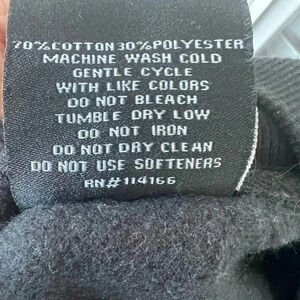 70%COTTON30%POLYESTER
MACHINE WASH COLD
GENTLE CYCLE
WITH LIKE COLORS
DO NOT BLEACH
TUMBLE DRY LOW
DO NOT IRON
DO NOT DRY CLEAN
DO NOT USE SOFTENERS
RN#114166